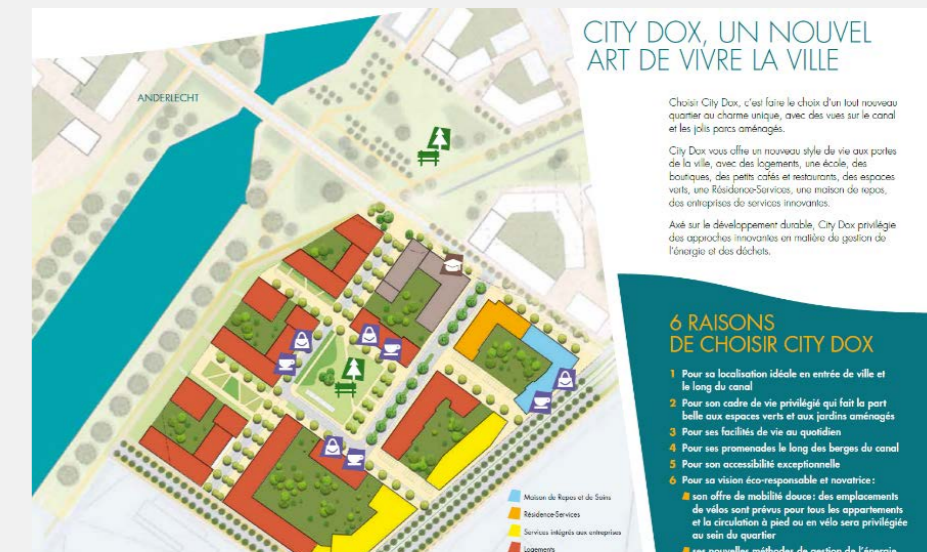 CITY DOX, UN NOUVEL
ART DE VIVRE LA VILLE
ANDERLECHT
Choisir City Dox, c'est faire le choix d'un tout nouveau
quartier au charme unique, avec des vues sur le canal
et les jolis parcs aménagés.
City Dox vous offre un nouveau style de vie aux portes
de la ville, avec des logements, une école, des
boutiques, des petits cafés et restaurants, des espaces
verts, une Résidence-Services, une maison de repos,
des entreprises de services innovantes.
Axé sur le développement durable, City Dox privilégie
des approches innovantes en matière de gestion de
l'énergie et des déchets.
6 RAISONS
DE CHOISIR CITY DOX
1 Pour sa localisation idéale en entrée de ville et
le long du canal
2 Pour son cadre de vie privilégié qui fait la part
belle aux espaces verts et aux jardins aménagés
3 Pour ses facilités de vie au quotidien
4 Pour ses promenades le long des berges du canal
5 Pour son accessibilité exceptionnelle
6 Pour sa vision éco-responsable et novatrice :
son offre de mobilité douce : des emplacements
de vélos sont prévus pour tous les appartements
et la circulation à pied ou en vélo sera privilégiée
au sein du quartier
ses nouvelles méthodes de gestion de l'énergie
Maison de Repos et de Soins
Résidence-Services
Services intégrés aux entreprises
Logements